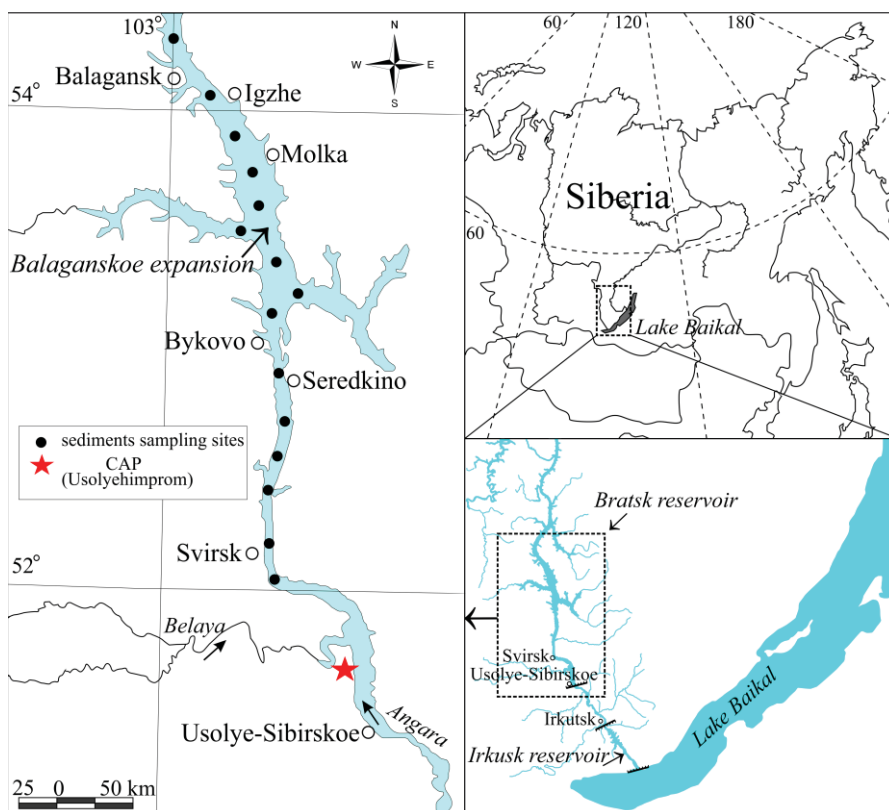 103°
Balagansk
Igzhe
54°
Molka
Balaganskoe expansion
Bykovo
Seredkino
sediments sampling sites
CAP
(Usolyehimprom)
Svirsk
52°
Belaya
Usolye-Sibirskoe
Angara
25 0 50 km
N
W E
S
60 120 180
Siberia
60
Lake Baikal
Bratsk reservoir
Svirsk
Usolye-Sibirskoe
Irkutsk
Irkusk reservoir
Lake Baikal